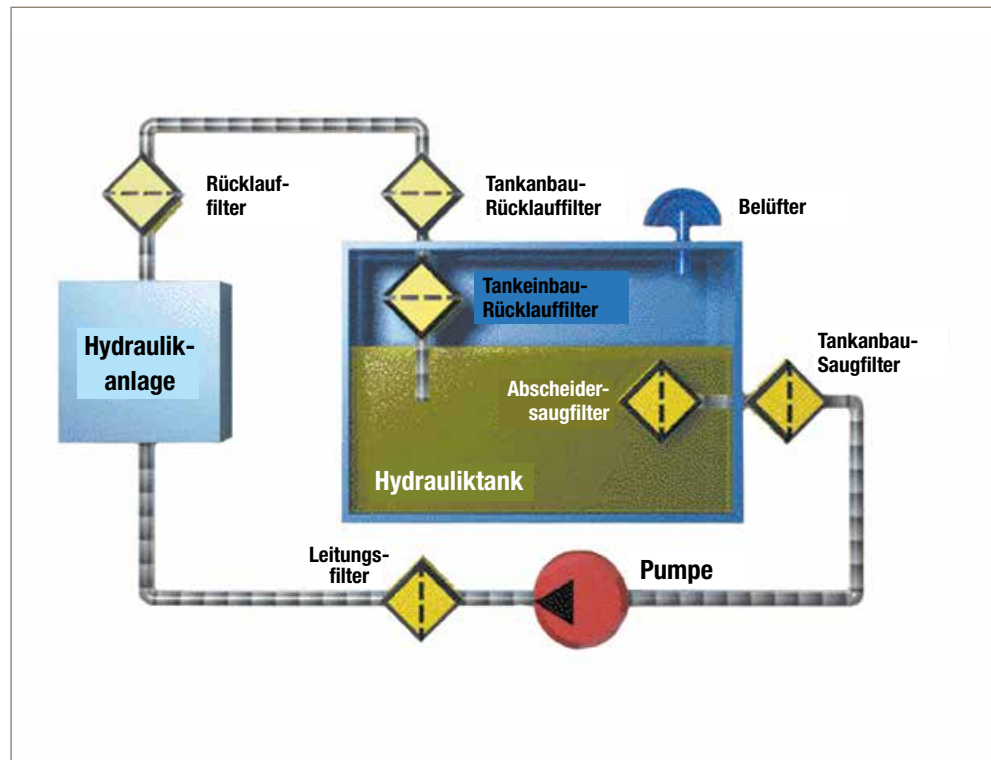 Rücklauf-
filter
Tankanbau-
Rücklauffilter
Belüfter
Tankeinbau-
Rücklauffilter
Hydraulik-
anlage
Tankanbau-
Saugfilter
Abscheider-
saugfilter
Hydrauliktank
Leitungs-
filter
Pumpe